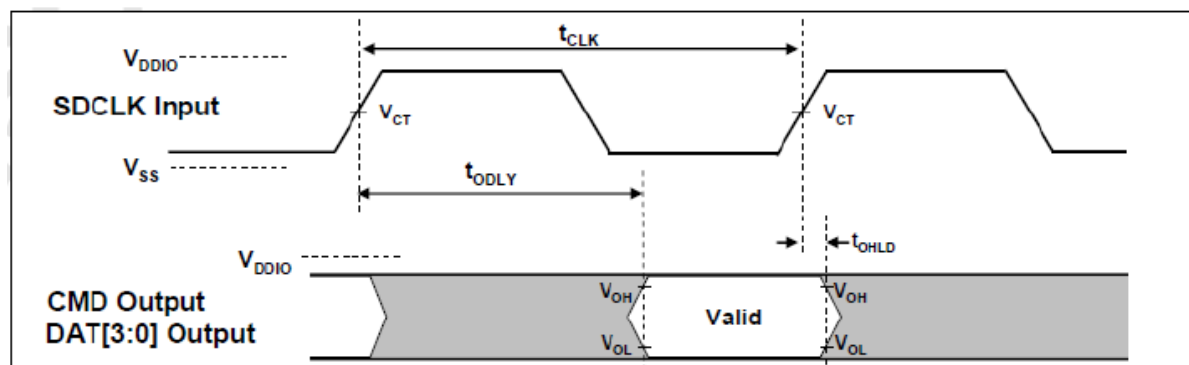 t_CLK
V_DDIO
SDCLK Input
V_CT
V_CT
V_SS
t_ODLY
t_OHLD
V_DDIO
CMD Output
DAT[3:0] Output
V_OH
V_OL
Valid
V_OH
V_OL